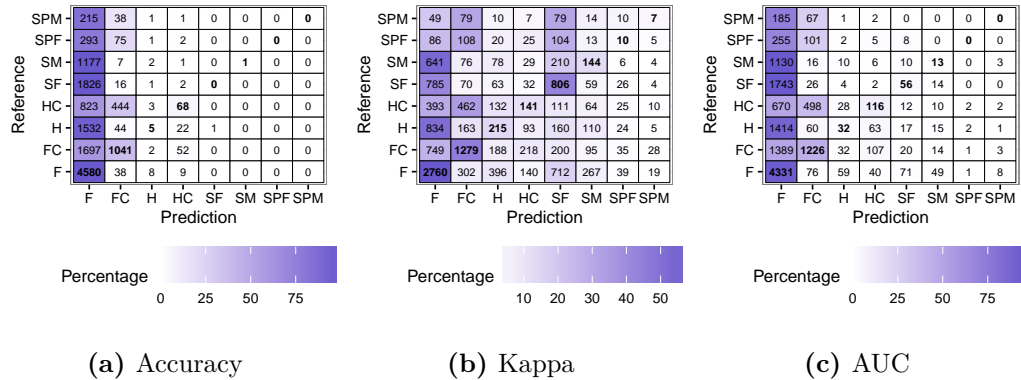 Reference
SPM 215 38 1 1 0 0 0 0
SPF 293 75 1 2 0 0 0 0
SM 1177 7 2 1 0 1 0 0
SF 1826 16 1 2 0 0 0 0
HC 823 444 3 68 0 0 0 0
H 1532 44 5 22 1 0 0 0
FC 1697 1041 2 52 0 0 0 0
F 4580 38 8 9 0 0 0 0
F FC H HC SF SM SPF SPM
Prediction
Percentage
0 25 50 75
(a) Accuracy
Reference
SPM 49 79 10 7 79 14 10 7
SPF 86 108 20 25 104 13 10 5
SM 641 76 78 29 210 144 6 4
SF 785 70 63 32 806 59 26 4
HC 393 462 132 141 111 64 25 10
H 834 163 215 93 160 110 24 5
FC 749 1279 188 218 200 95 35 28
F 2760 302 396 140 712 267 39 19
F FC H HC SF SM SPF SPM
Prediction
Percentage
10 20 30 40 50
(b) Kappa
Reference
SPM 185 67 1 2 0 0 0 0
SPF 255 101 2 5 8 0 0 0
SM 1130 16 10 6 10 13 0 3
SF 1743 26 4 2 56 14 0 0
HC 670 498 28 116 12 10 2 2
H 1414 60 32 63 17 15 2 1
FC 1389 1226 32 107 20 14 1 3
F 4331 76 59 40 71 49 1 8
F FC H HC SF SM SPF SPM
Prediction
Percentage
0 25 50 75
(c) AUC